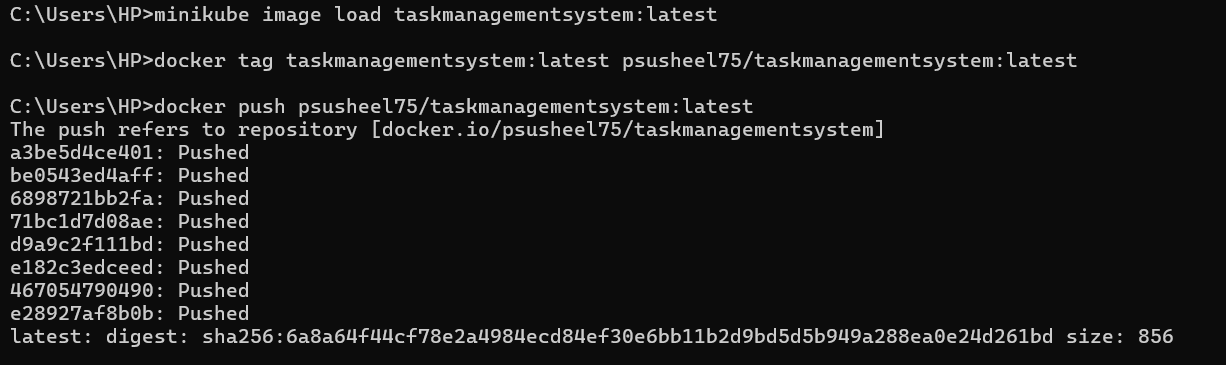 C:\Users\HP>minikube image load taskmanagementsystem:latest
C:\Users\HP>docker tag taskmanagementsystem:latest psusheel75/taskmanagementsystem:latest
C:\Users\HP>docker push psusheel75/taskmanagementsystem:latest
The push refers to repository [docker.io/psusheel75/taskmanagementsystem]
a3be5d4ce401: Pushed
be0543ed4aff: Pushed
6898721bb2fa: Pushed
71bc1d7d08ae: Pushed
d9a9c2f111bd: Pushed
e182c3edceed: Pushed
467054790490: Pushed
e28927af8b0b: Pushed
latest: digest: sha256:6a8a64f44cf78e2a4984ecd84ef30e6bb11b2d9bd5d5b949a288ea0e24d261bd size: 856